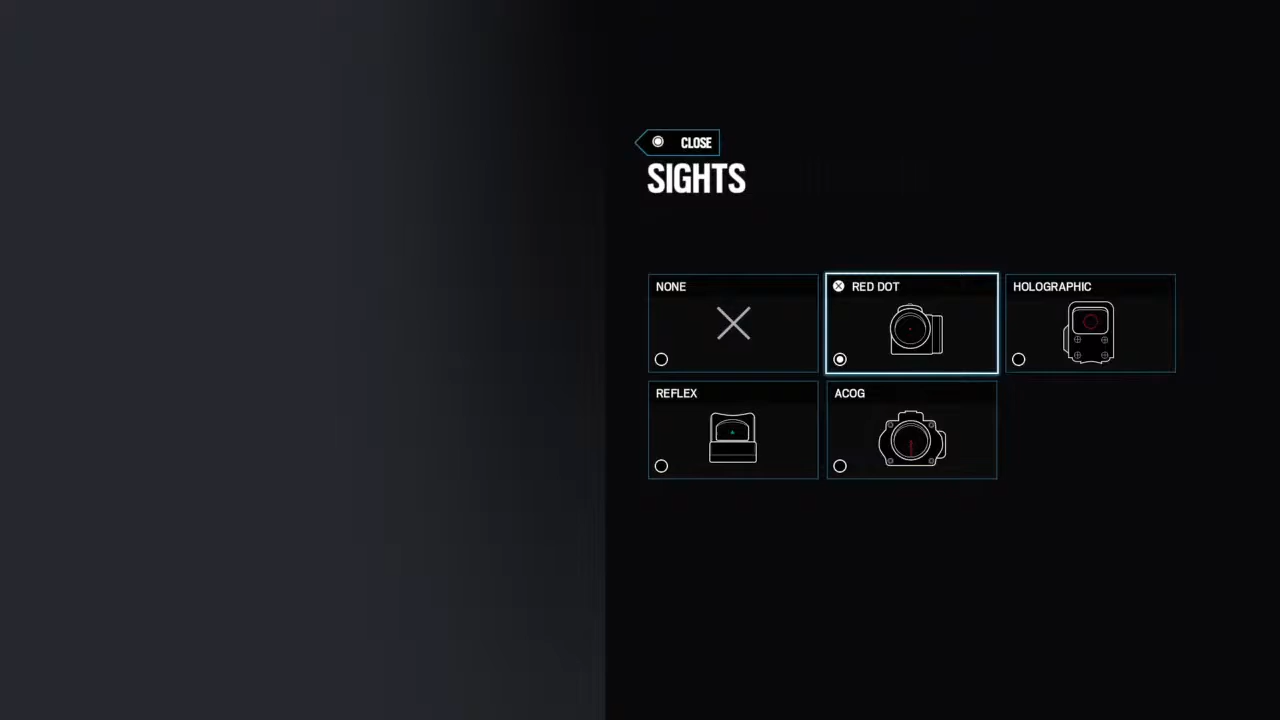 CLOSE
SIGHTS
NONE
RED DOT
HOLOGRAPHIC
REFLEX
ACOG